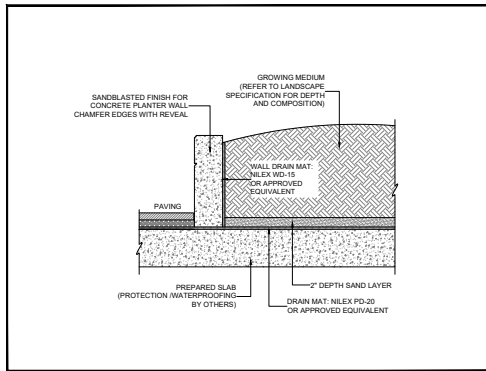 GROWING MEDIUM
(REFER TO LANDSCAPE
SPECIFICATION FOR DEPTH
AND COMPOSITION)
SANDBLASTED FINISH FOR
CONCRETE PLANTER WALL
CHAMFER EDGES WITH REVEAL
WALL DRAIN MAT:
NILEX WD-15
OR APPROVED
EQUIVALENT
PAVING
PREPARED SLAB
(PROTECTION /WATERPROOFING
BY OTHERS)
2" DEPTH SAND LAYER
DRAIN MAT: NILEX PD-20
OR APPROVED EQUIVALENT